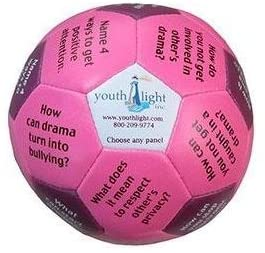 Name 4
ways to get
positive
attention.
How do
you not get
involved in
other's
drama?
youth light
inc
www.youthlight.com
800-209-9774
Choose any panel
How
can drama
turn into
bullying?
How can
you not get
caught in a
drama?
What does
it mean
to respect
other's
privacy?
What